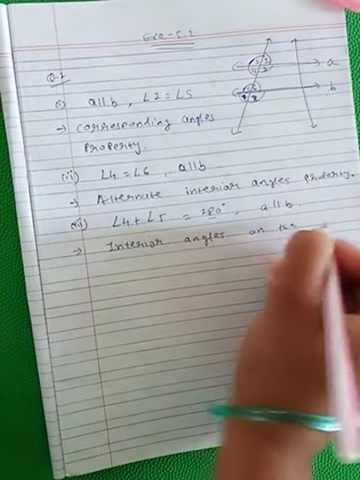 Exe-5.2
Q.1
(i) a||b, ∠1 = ∠5
→ Corresponding angles
Property.
(ii) ∠4 = ∠6, a||b
→ Alternate interior angles property.
(iii) ∠4 + ∠5 = 180°, a||b.
→ Interior angles on the
a
b